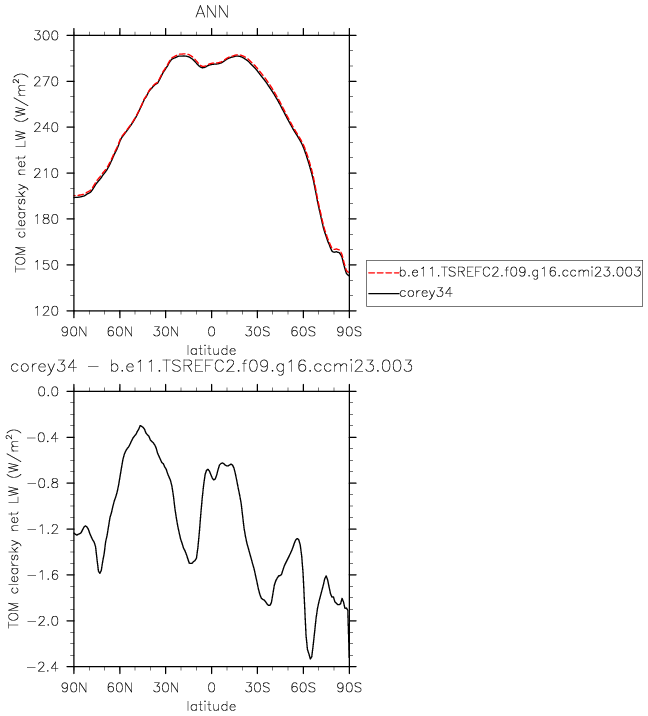 ANN
300
270
240
210
180
150
120
TOM clearsky net LW (W/m²)
90N 60N 30N 0 30S 60S 90S
latitude
b.e11.TSREFC2.f09.g16.ccmi23.003
corey34
corey34 − b.e11.TSREFC2.f09.g16.ccmi23.003
0.0
−0.4
−0.8
−1.2
−1.6
−2.0
−2.4
TOM clearsky net LW (W/m²)
90N 60N 30N 0 30S 60S 90S
latitude